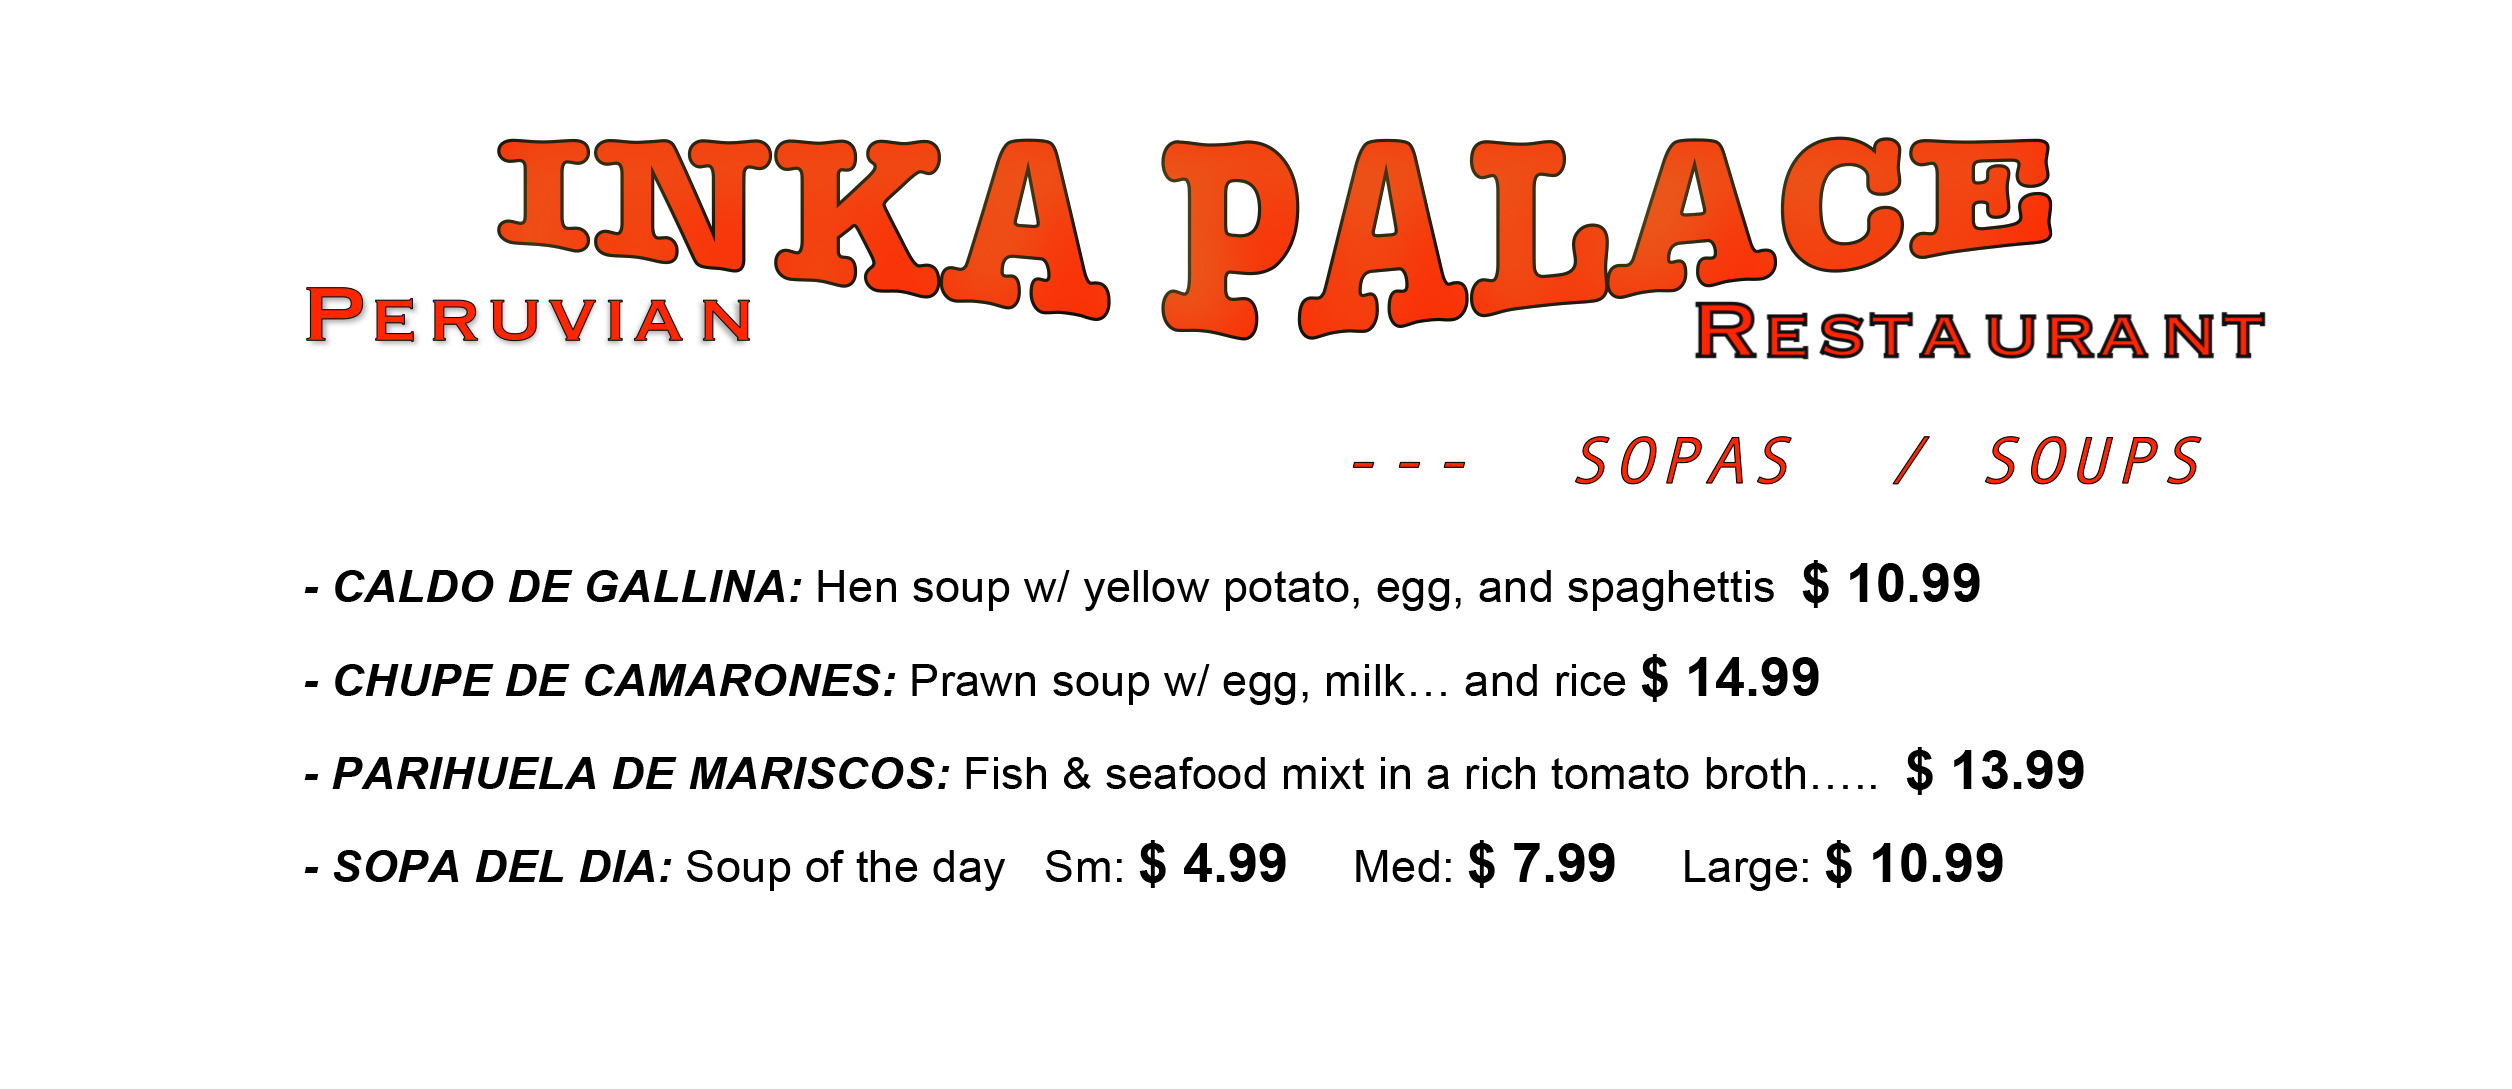 INKA PALACE
PERUVIAN
RESTAURANT
--- SOPAS / SOUPS
- CALDO DE GALLINA: Hen soup w/ yellow potato, egg, and spaghettis $ 10.99
- CHUPE DE CAMARONES: Prawn soup w/ egg, milk… and rice $ 14.99
- PARIHUELA DE MARISCOS: Fish & seafood mixt in a rich tomato broth….. $ 13.99
- SOPA DEL DIA: Soup of the day Sm: $ 4.99 Med: $ 7.99 Large: $ 10.99